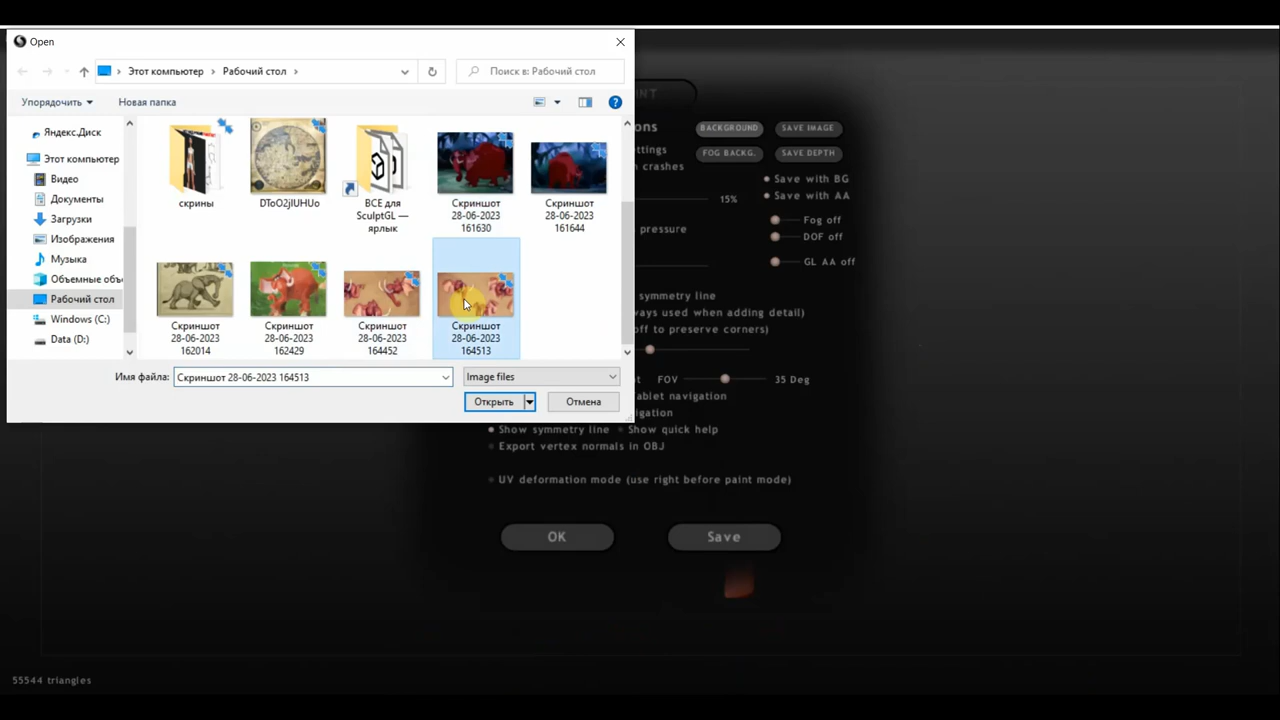 Open
Этот компьютер › Рабочий стол ›
Поиск в: Рабочий стол
Упорядочить
Новая папка
Яндекс.Диск
Этот компьютер
Видео
Документы
Загрузки
Изображения
Музыка
Объемные объ
Рабочий стол
Windows (C:)
Data (D:)
скрины
DToO2jIUHUo
ВСЕ для
SculptGL —
ярлык
Скриншот
28-06-2023
161630
Скриншот
28-06-2023
161644
Скриншот
28-06-2023
162014
Скриншот
28-06-2023
162429
Скриншот
28-06-2023
164452
Скриншот
28-06-2023
164513
Имя файла:
Скриншот 28-06-2023 164513
Image files
Открыть
Отмена
NT
ons
BACKGROUND
SAVE IMAGE
ettings
FOG BACKG.
SAVE DEPTH
n crashes
Save with BG
15%
Save with AA
Fog off
pressure
DOF off
GL AA off
symmetry line
ways used when adding detail)
off to preserve corners)
t FOV 35 Deg
ablet navigation
igation
Show symmetry line
Show quick help
Export vertex normals in OBJ
UV deformation mode (use right before paint mode)
OK
Save
55544 triangles